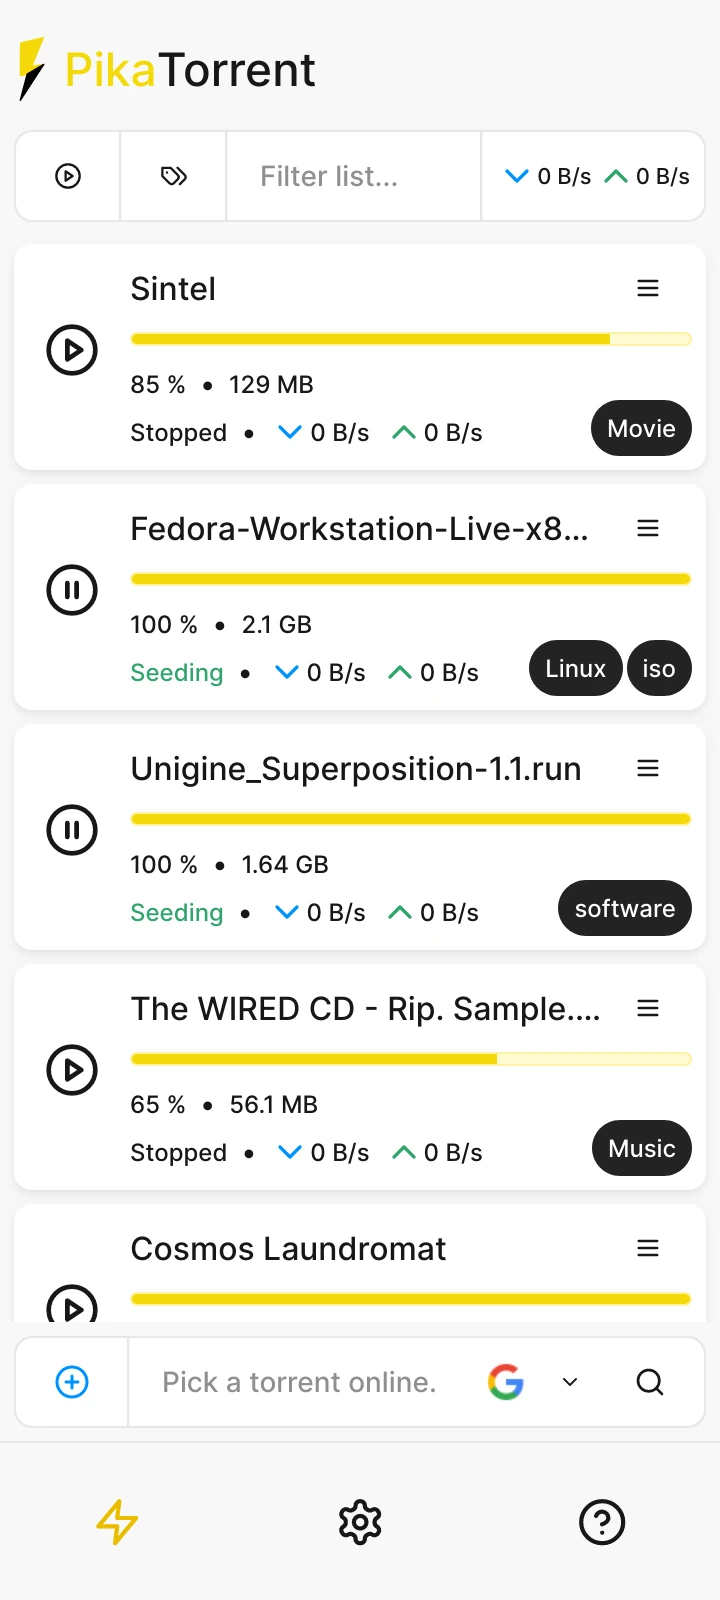 PikaTorrent
Filter list...
0 B/s 0 B/s
Sintel
85 % • 129 MB
Stopped • 0 B/s 0 B/s
Movie
Fedora-Workstation-Live-x8...
100 % • 2.1 GB
Seeding • 0 B/s 0 B/s
Linux iso
Unigine_Superposition-1.1.run
100 % • 1.64 GB
Seeding • 0 B/s 0 B/s
software
The WIRED CD - Rip. Sample....
65 % • 56.1 MB
Stopped • 0 B/s 0 B/s
Music
Cosmos Laundromat
Pick a torrent online.